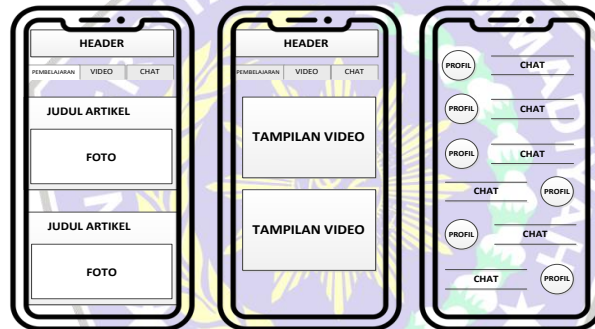 HEADER
PEMBELAJARAN VIDEO CHAT
JUDUL ARTIKEL
FOTO
JUDUL ARTIKEL
FOTO
HEADER
PEMBELAJARAN VIDEO CHAT
TAMPILAN VIDEO
TAMPILAN VIDEO
PROFIL CHAT
PROFIL CHAT
PROFIL CHAT
CHAT PROFIL
PROFIL CHAT
CHAT PROFIL